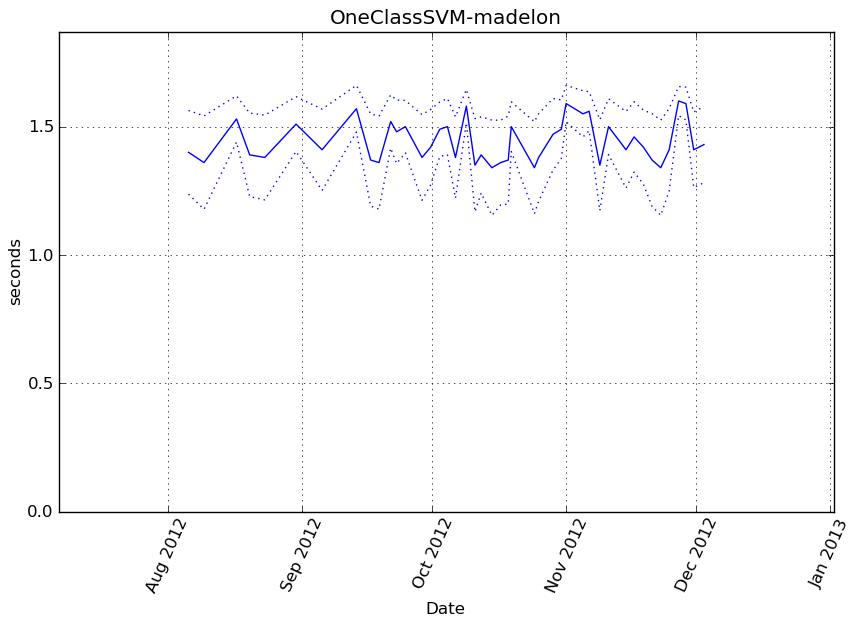 OneClassSVM-madelon
1.5
1.0
0.5
0.0
seconds
Aug 2012
Sep 2012
Oct 2012
Nov 2012
Dec 2012
Jan 2013
Date